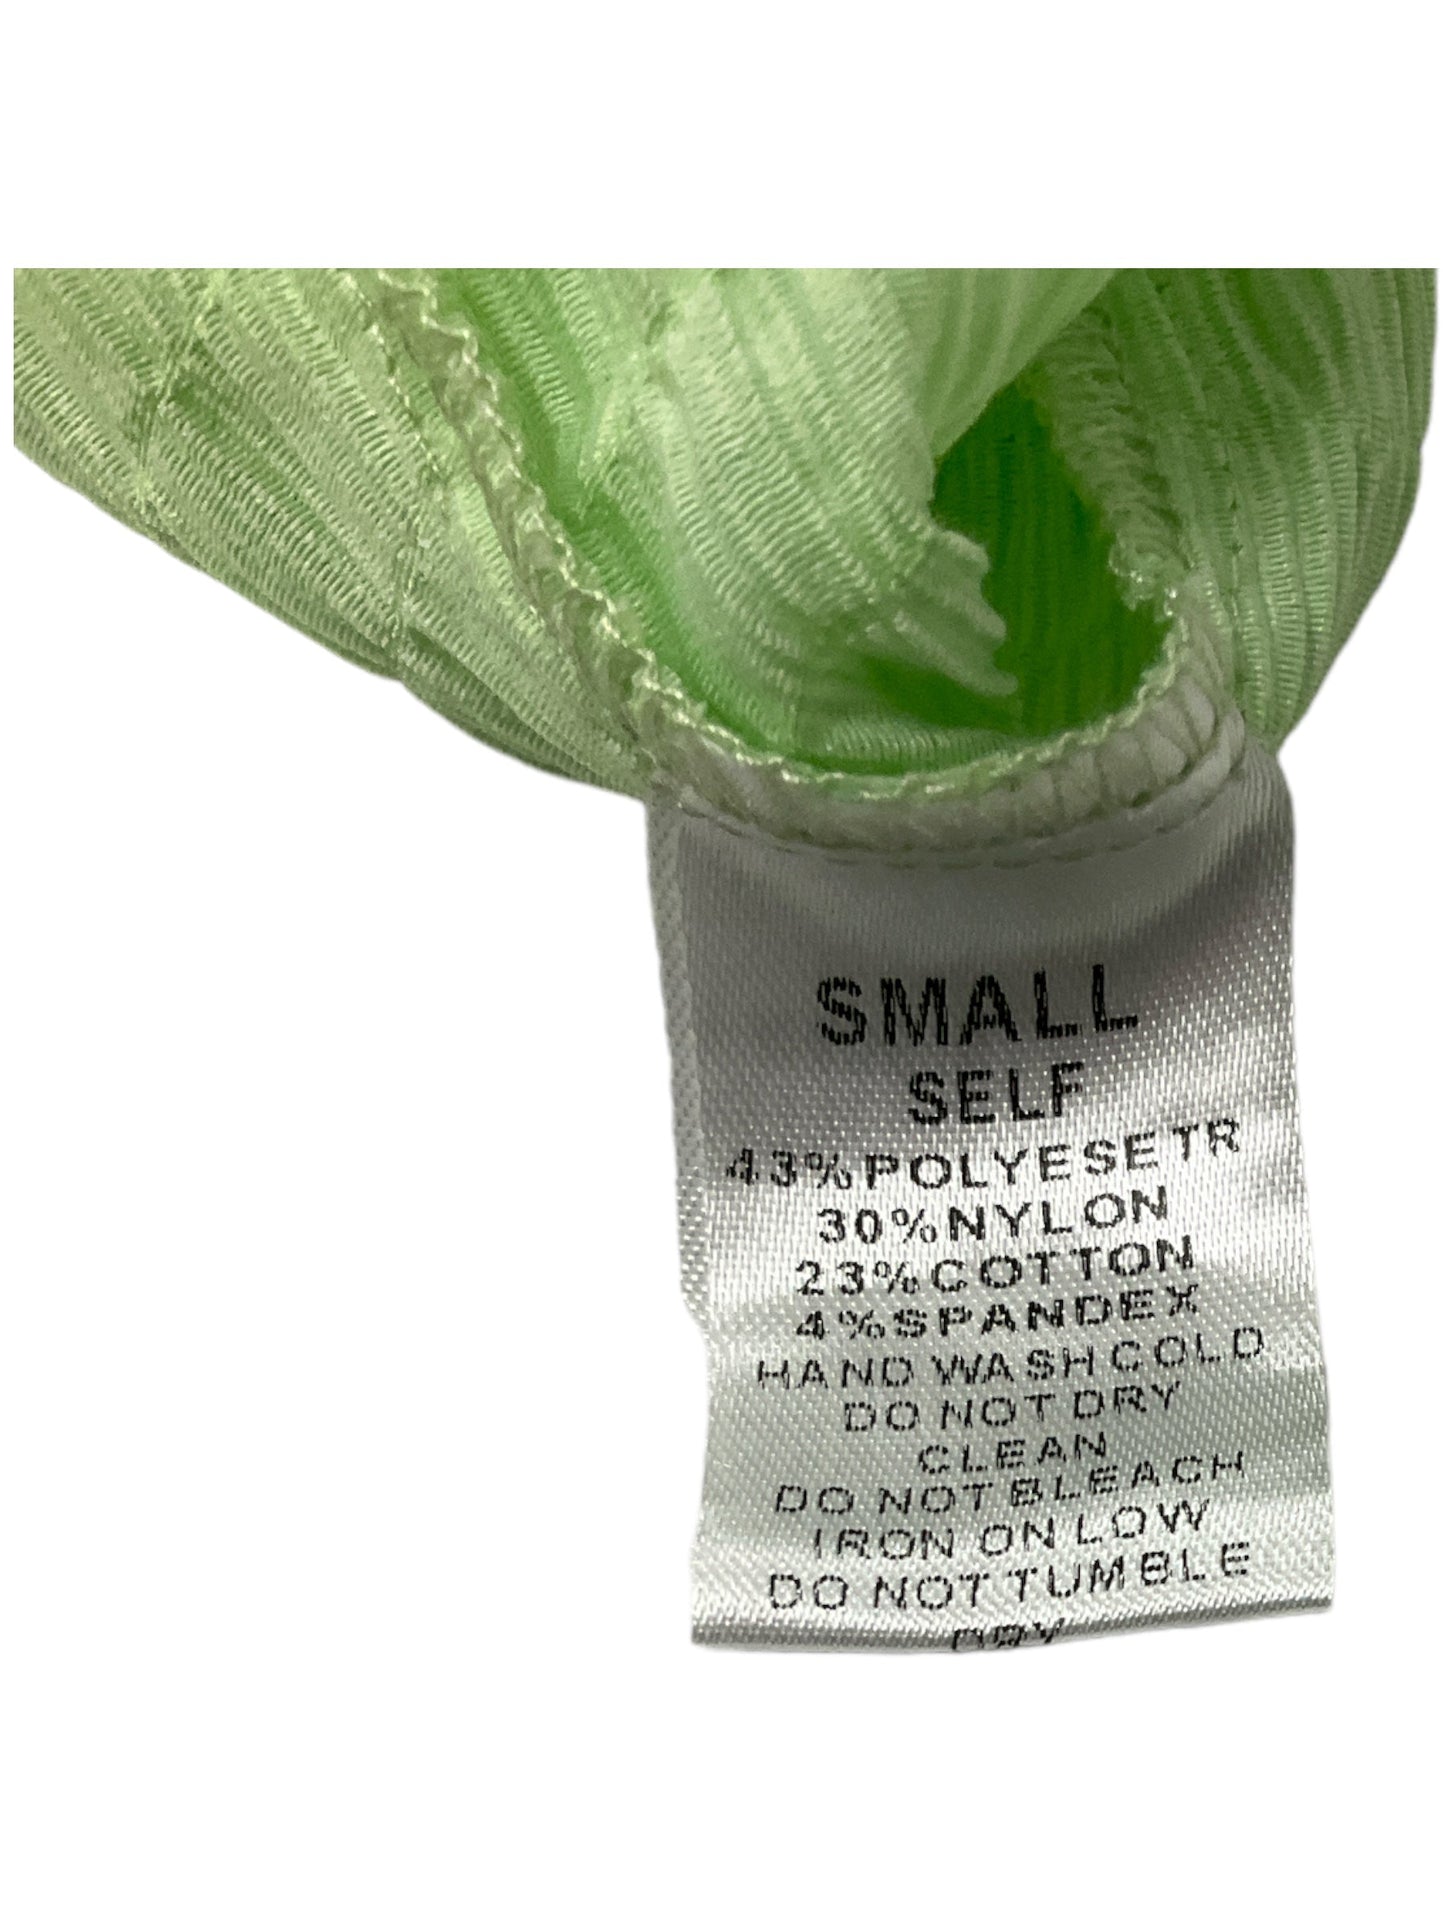 SMALL
SELF
43%POLYESETR
30%NYLON
23%COTTON
4%SPANDEX
HAND WASH COLD
DO NOT DRY
CLEAN
DO NOT BLEACH
IRON ON LOW
DO NOT TUMBLE
DRY